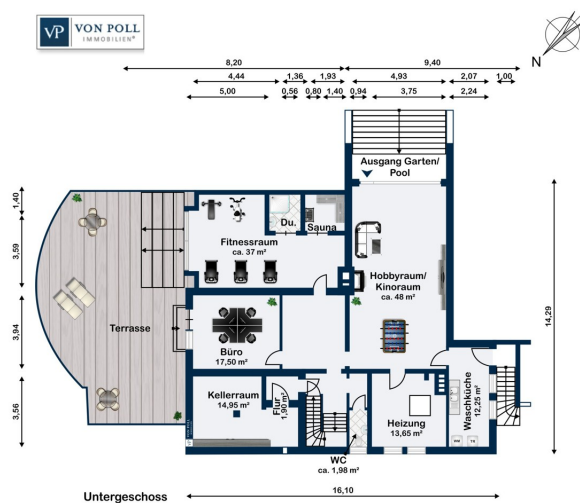 VP VON POLL
IMMOBILIEN®
N
8,20 9,40
4,44 1,36 1,93 4,93 2,07 1,00
5,00 0,56 0,80 1,40 0,94 3,75 2,24
Ausgang Garten/
Pool
1,40
3,59
3,94
3,56
14,29
Du.
Sauna
Fitnessraum
ca. 37 m²
Hobbyraum/
Kinoraum
ca. 48 m²
Terrasse
Büro
17,50 m²
Kellerraum
14,95 m²
Flur
1,90 m²
Heizung
13,65 m²
Waschküche
12,25 m²
WC
ca. 1,98 m²
Untergeschoss
16,10